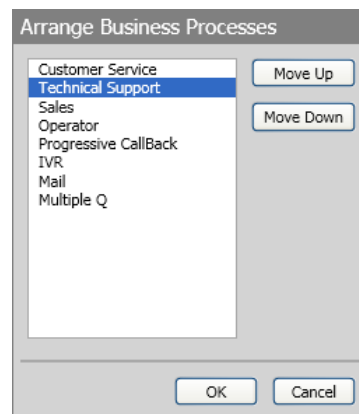 Arrange Business Processes
Customer Service
Technical Support
Sales
Operator
Progressive CallBack
IVR
Mail
Multiple Q
Move Up
Move Down
OK
Cancel